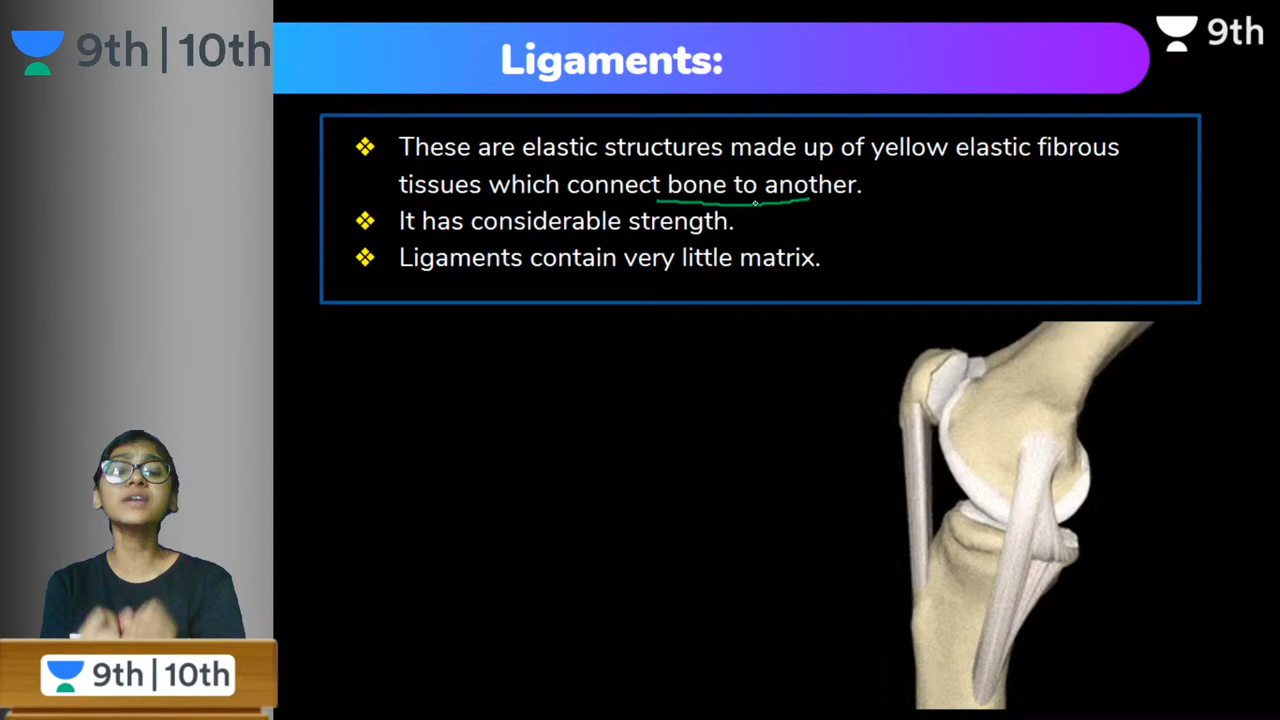 9th | 10th
Ligaments:
9th
❖ These are elastic structures made up of yellow elastic fibrous
tissues which connect bone to another.
❖ It has considerable strength.
❖ Ligaments contain very little matrix.
9th | 10th